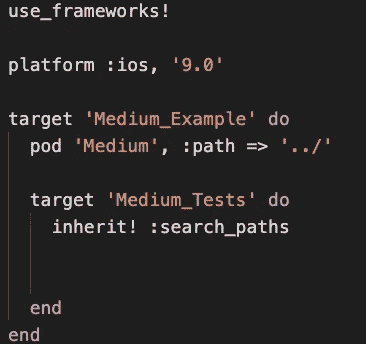 use_frameworks!
platform :ios, '9.0'
target 'Medium_Example' do
pod 'Medium', :path => '../'
target 'Medium_Tests' do
inherit! :search_paths
end
end